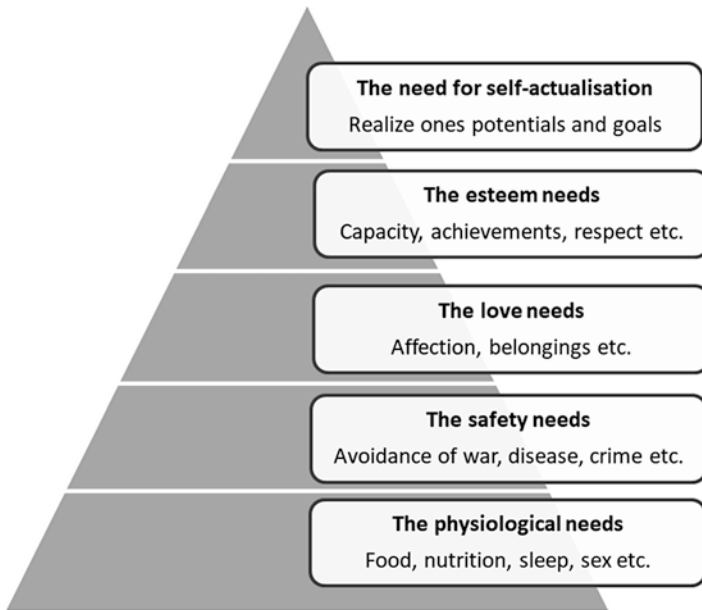 The need for self-actualisation
Realize ones potentials and goals
The esteem needs
Capacity, achievements, respect etc.
The love needs
Affection, belongings etc.
The safety needs
Avoidance of war, disease, crime etc.
The physiological needs
Food, nutrition, sleep, sex etc.